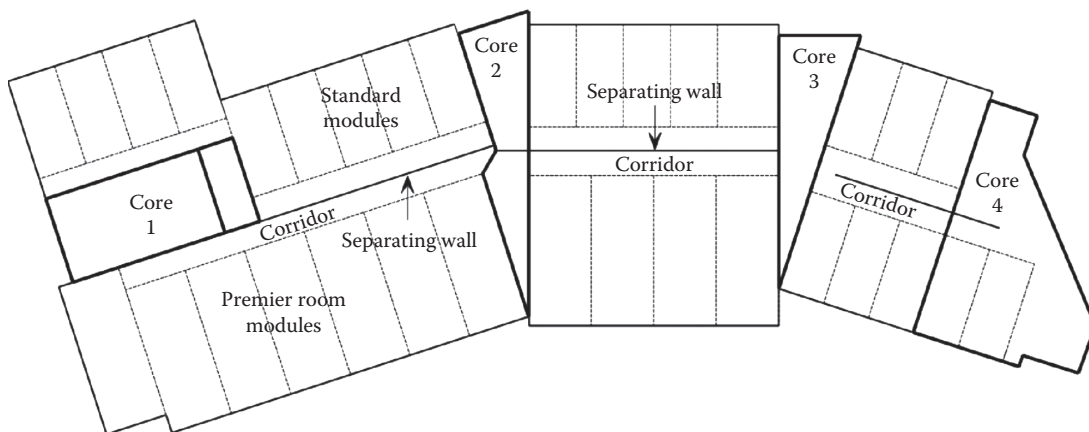 Core
1
Standard
modules
Corridor
Separating wall
Premier room
modules
Core
2
Separating wall
Corridor
Core
3
Corridor
Core
4